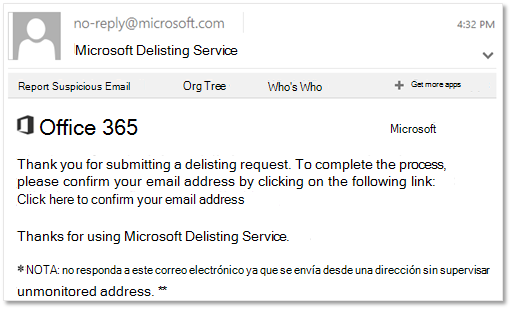 no-reply@microsoft.com
4:32 PM
Microsoft Delisting Service
Report Suspicious Email Org Tree Who's Who + Get more apps
Office 365 Microsoft
Thank you for submitting a delisting request. To complete the process,
please confirm your email address by clicking on the following link:
Click here to confirm your email address
Thanks for using Microsoft Delisting Service.
* NOTA: no responda a este correo electrónico ya que se envía desde una dirección sin supervisar
unmonitored address. **